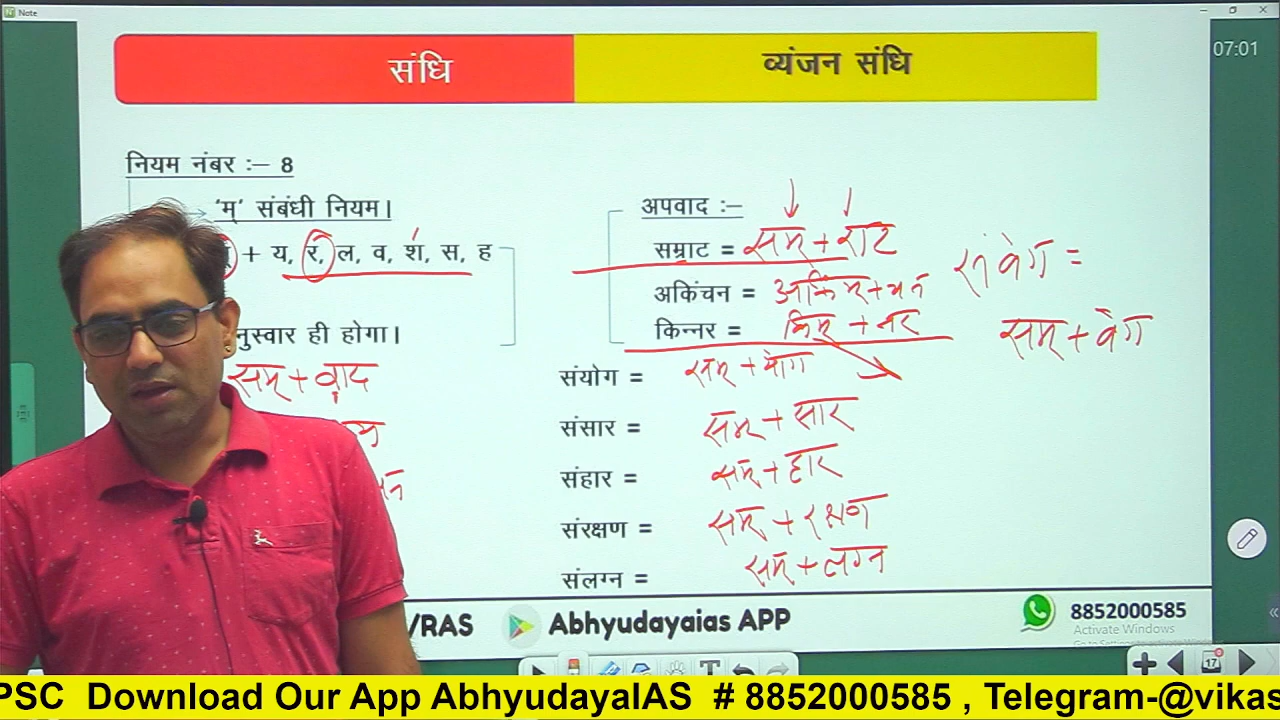 Note
07:01
संधि
व्यंजन संधि
नियम नंबर :– 8
'म्' संबंधी नियम।
+ य, र, ल, व, श, स, ह
नुस्वार ही होगा।
सम् + वाद
अपवाद :–
सम्राट = सम् + राट
अकिंचन = अकिम् + चन
किन्नर = किम् + नर
संयोग = सम् + योग
संसार = सम् + सार
संहार = सम् + हार
संरक्षण = सम् + रक्षण
संलग्न = सम् + लग्न
संवेग =
सम् + वेग
/RAS
Abhyudayaias APP
8852000585
Activate Windows
17
PSC Download Our App AbhyudayaIAS # 8852000585 , Telegram-@vikas